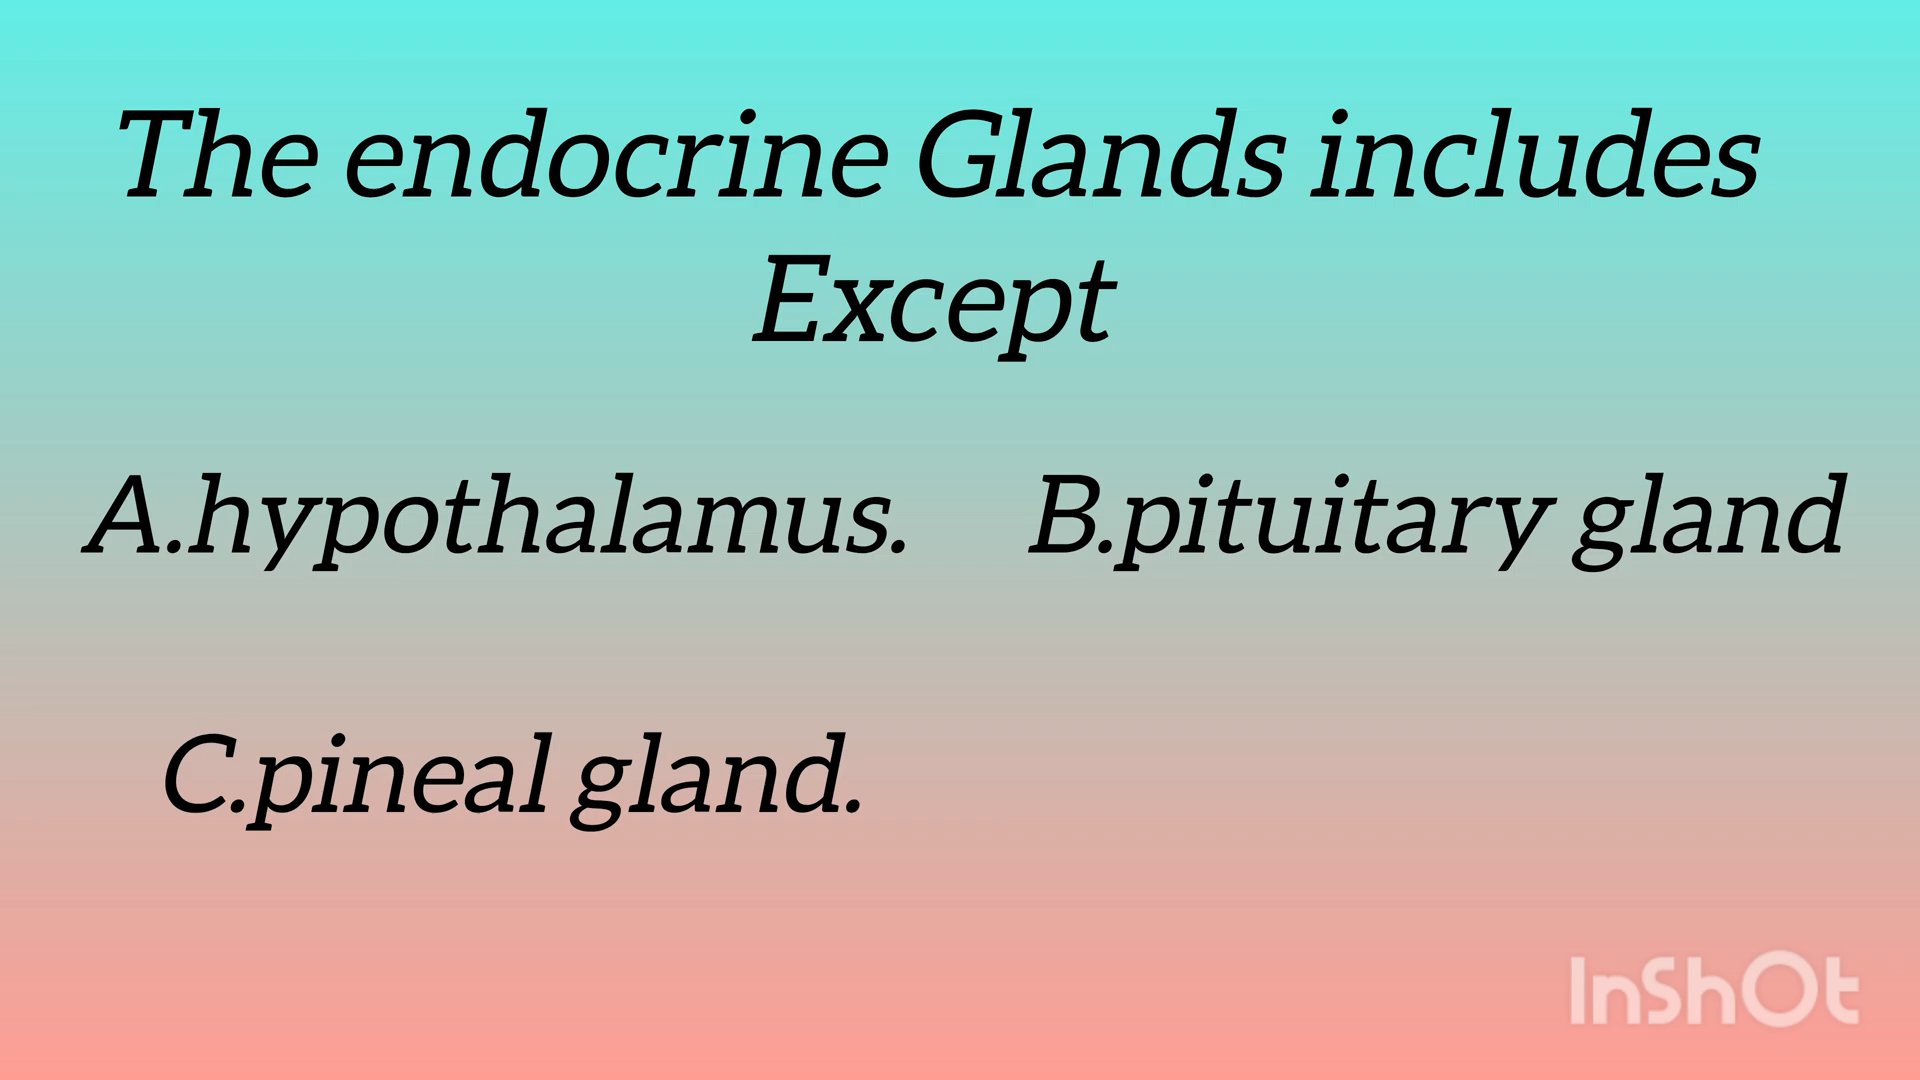 The endocrine Glands includes
Except
A.hypothalamus. B.pituitary gland
C.pineal gland.
InShOt